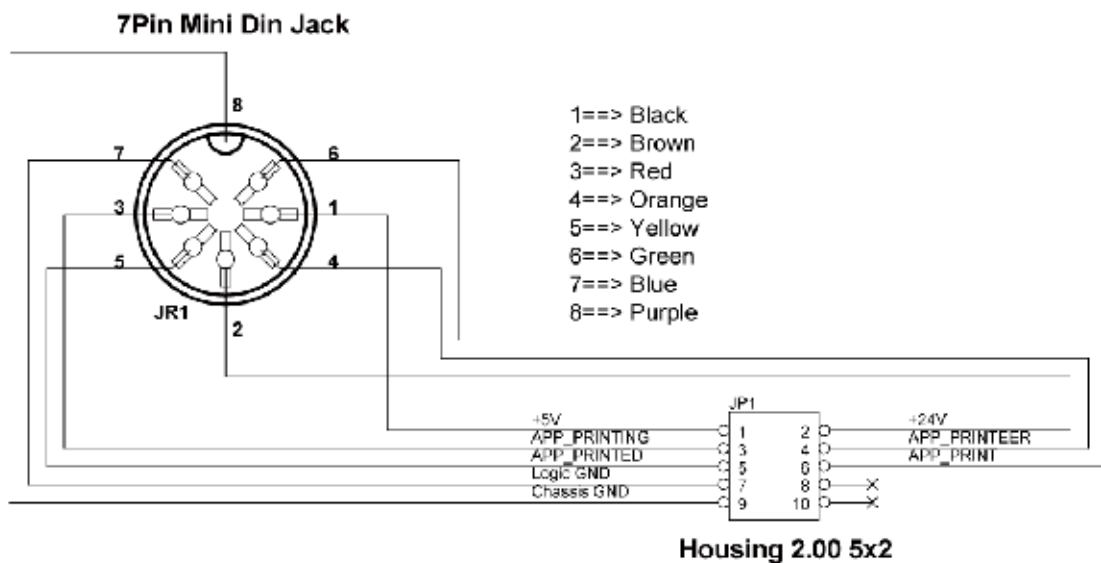 7Pin Mini Din Jack
8
7
6
3
1
5
4
JR1
2
1==> Black
2==> Brown
3==> Red
4==> Orange
5==> Yellow
6==> Green
7==> Blue
8==> Purple
JP1
+5V
+24V
1 2
APP_PRINTING
APP_PRINTEER
3 4
APP_PRINTED
APP_PRINT
5 6
Logic GND
7 8
Chassis GND
9 10
Housing 2.00 5x2